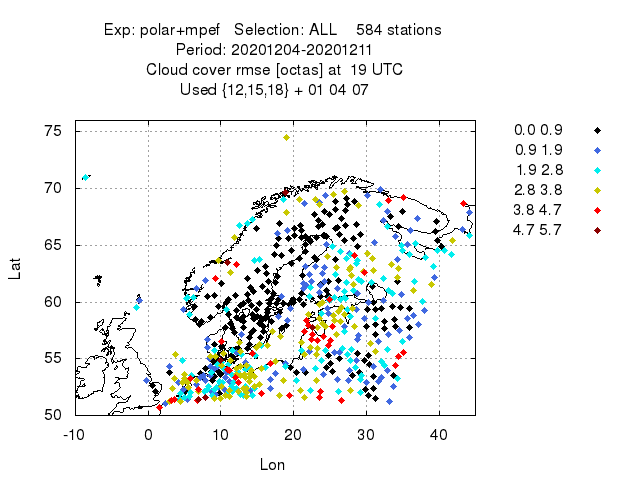 Exp: polar+mpef Selection: ALL 584 stations
Period: 20201204-20201211
Cloud cover rmse [octas] at 19 UTC
Used {12,15,18} + 01 04 07
0.0 0.9
0.9 1.9
1.9 2.8
2.8 3.8
3.8 4.7
4.7 5.7
75
70
65
60
55
50
Lat
-10 0 10 20 30 40
Lon